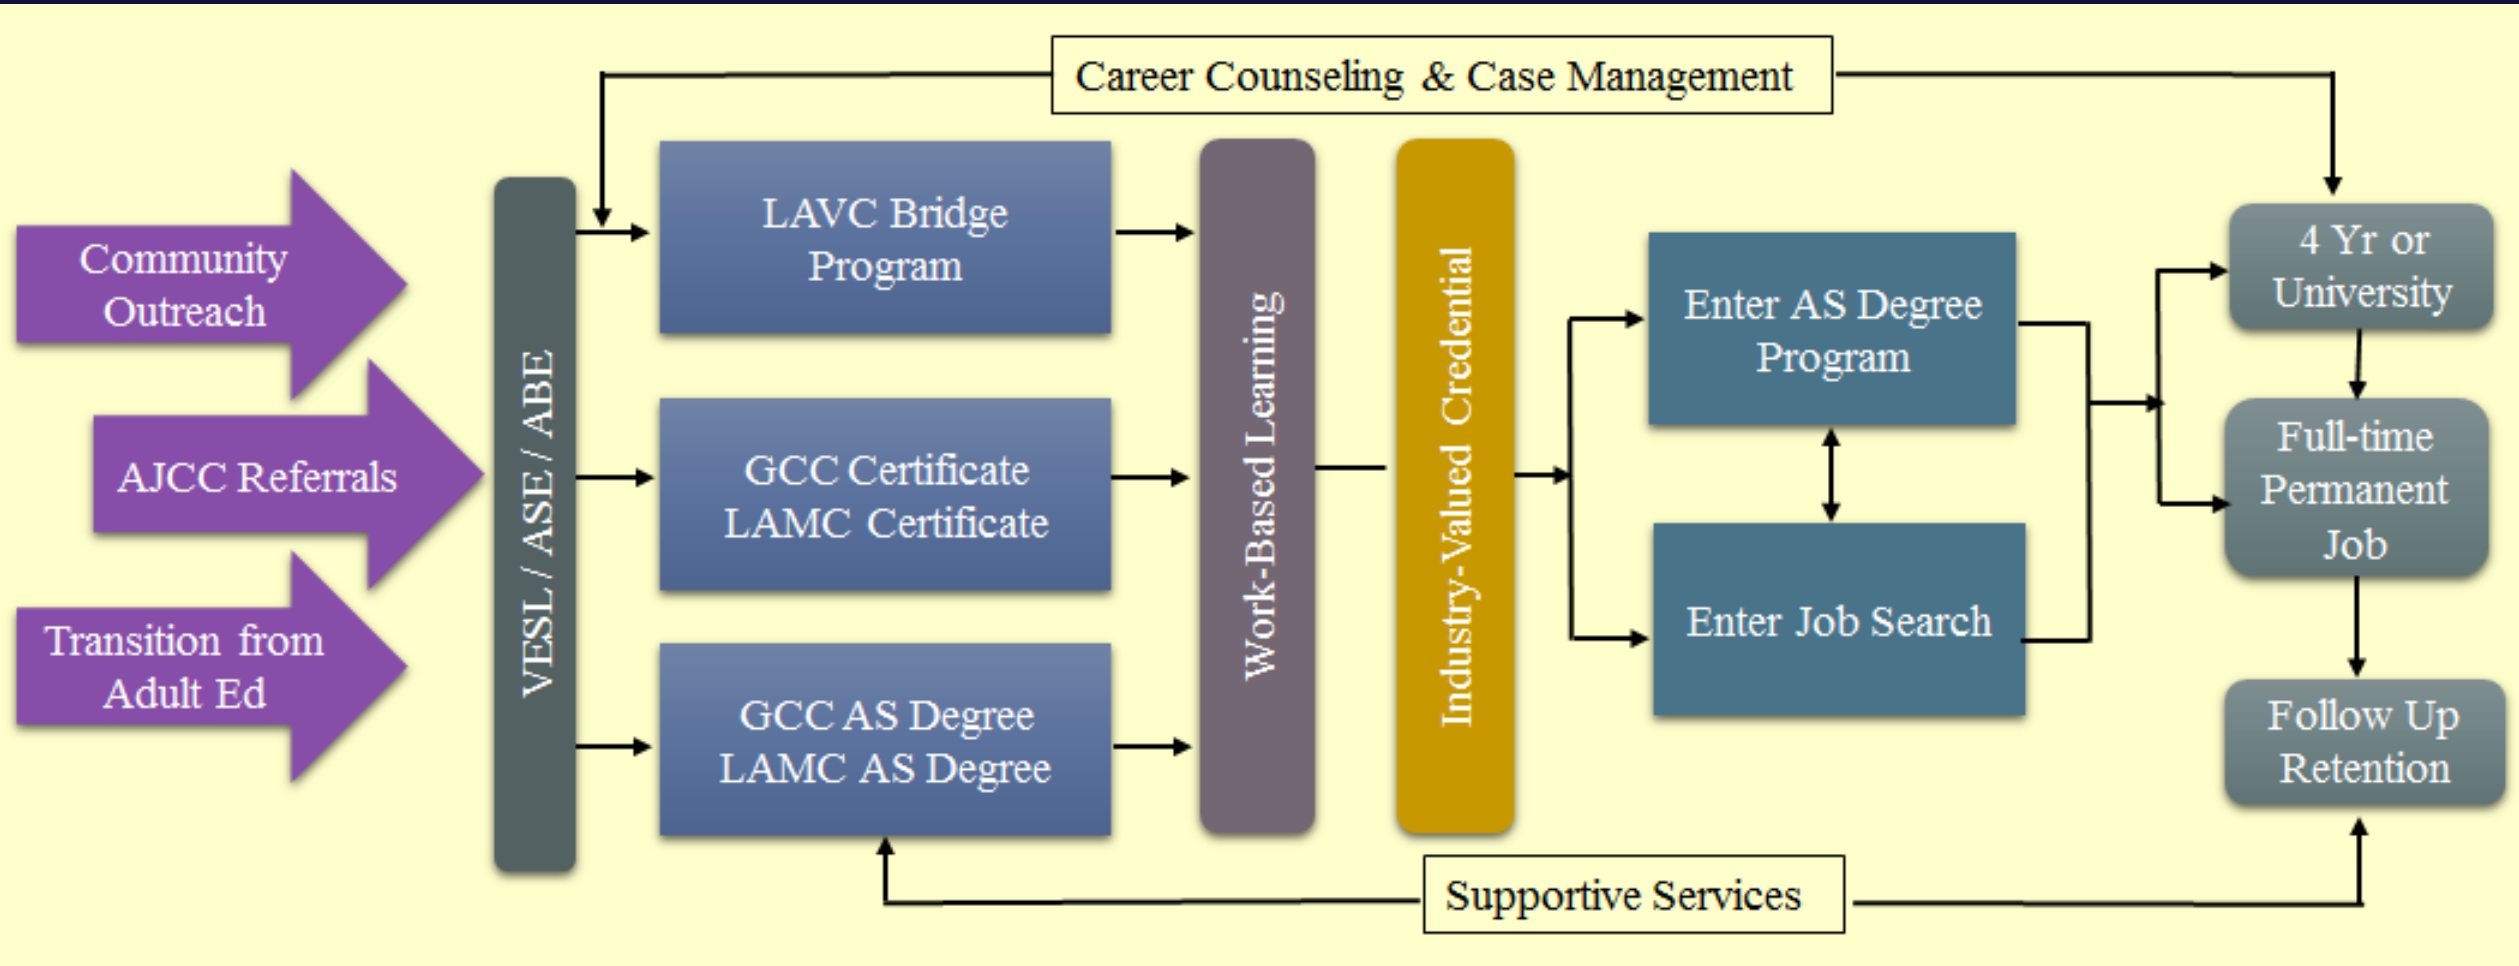 Career Counseling & Case Management
Community
Outreach
AJCC Referrals
Transition from
Adult Ed
VESL / ASE / ABE
LAVC Bridge
Program
GCC Certificate
LAMC Certificate
GCC AS Degree
LAMC AS Degree
Work-Based Learning
Industry-Valued Credential
Enter AS Degree
Program
Enter Job Search
4 Yr or
University
Full-time
Permanent
Job
Follow Up
Retention
Supportive Services